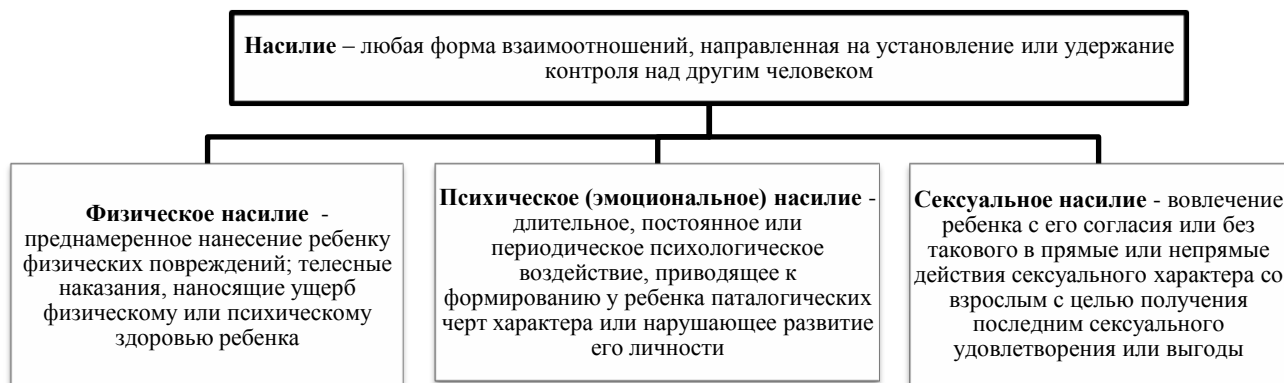 Насилие – любая форма взаимоотношений, направленная на установление или удержание
контроля над другим человеком
Физическое насилие -
преднамеренное нанесение ребенку
физических повреждений; телесные
наказания, наносящие ущерб
физическому или психическому
здоровью ребенка
Психическое (эмоциональное) насилие -
длительное, постоянное или
периодическое психологическое
воздействие, приводящее к
формированию у ребенка паталогических
черт характера или нарушающее развитие
его личности
Сексуальное насилие - вовлечение
ребенка с его согласия или без
такового в прямые или непрямые
действия сексуального характера со
взрослым с целью получения
последним сексуального
удовлетворения или выгоды